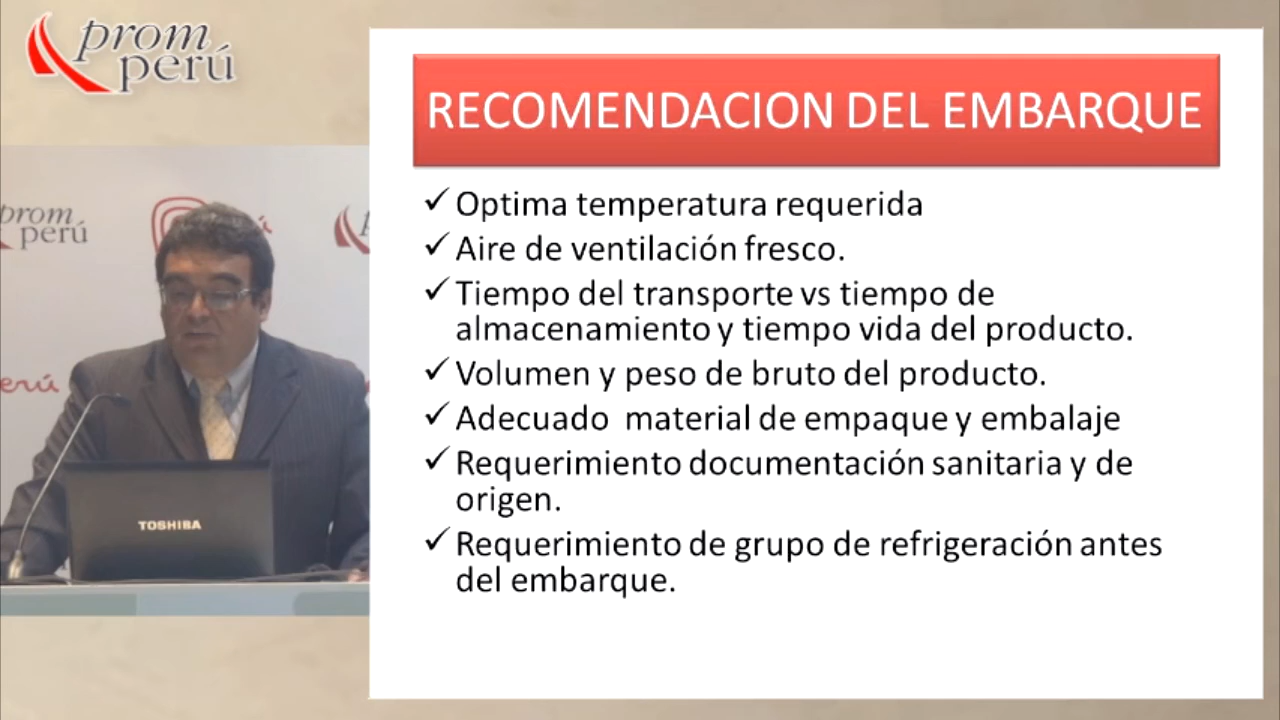 prom
perú
RECOMENDACION DEL EMBARQUE
✓ Optima temperatura requerida
✓ Aire de ventilación fresco.
✓ Tiempo del transporte vs tiempo de
almacenamiento y tiempo vida del producto.
✓ Volumen y peso de bruto del producto.
✓ Adecuado material de empaque y embalaje
✓ Requerimiento documentación sanitaria y de
origen.
✓ Requerimiento de grupo de refrigeración antes
del embarque.
prom
perú
erú
TOSHIBA